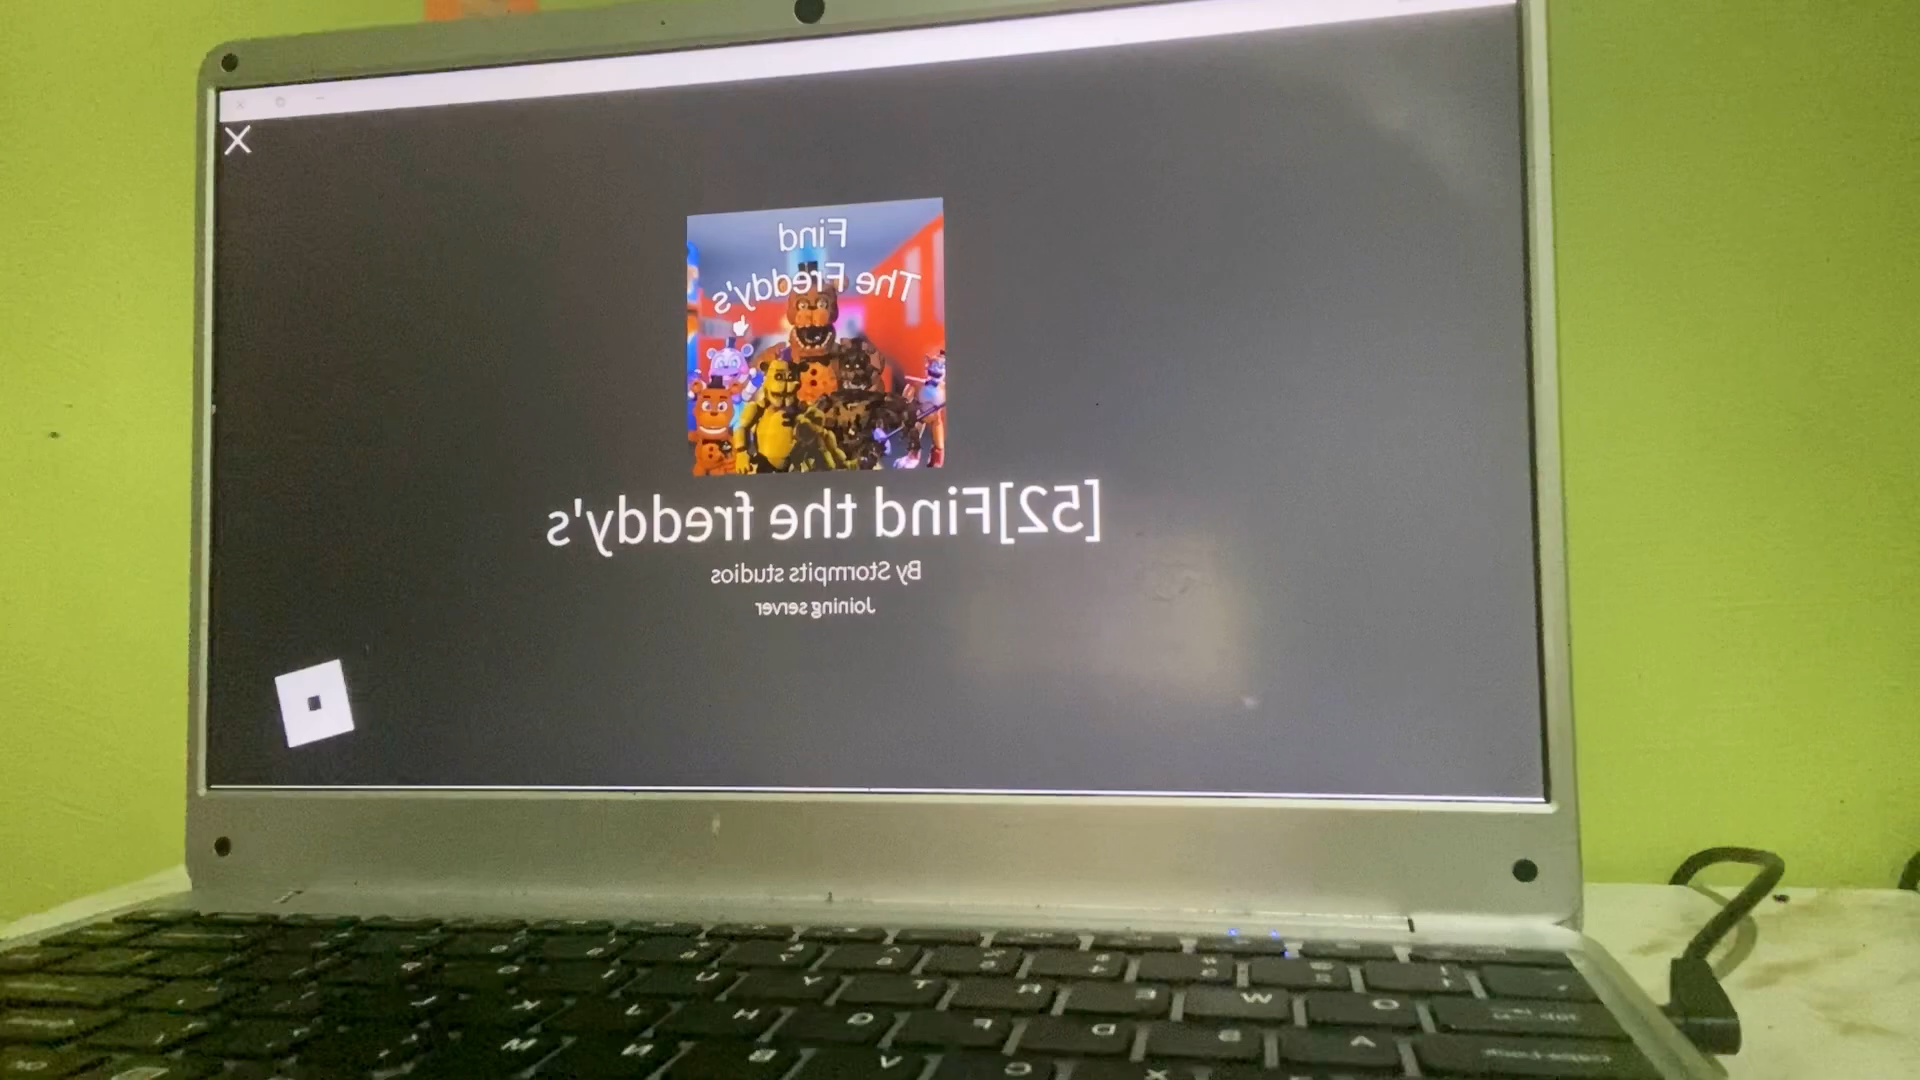 Find
The Freddy's
[52]Find the freddy's
By Stormpits studios
Joining server